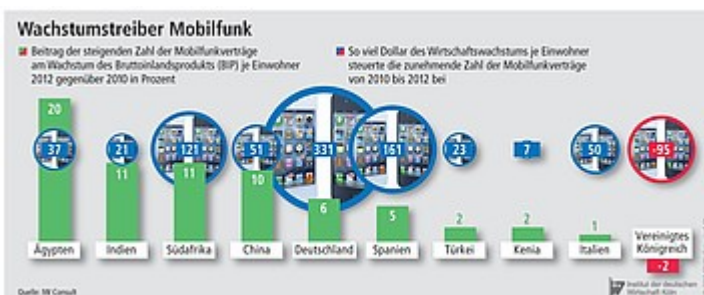 Wachstumstreiber Mobilfunk
Beitrag der steigenden Zahl der Mobilfunkverträge
am Wachstum des Bruttoinlandsprodukts (BIP) je Einwohner
2012 gegenüber 2010 in Prozent
So viel Dollar des Wirtschaftswachstums je Einwohner
steuerte die zunehmende Zahl der Mobilfunkverträge
von 2010 bis 2012 bei
20
37 21 121 51 331 161 23 7 50 -95
11 11 10 6 5 2 2 1
Ägypten Indien Südafrika China Deutschland Spanien Türkei Kenia Italien Vereinigtes
Königreich
-2
Quelle: IW Consult
Institut der deutschen
Wirtschaft Köln